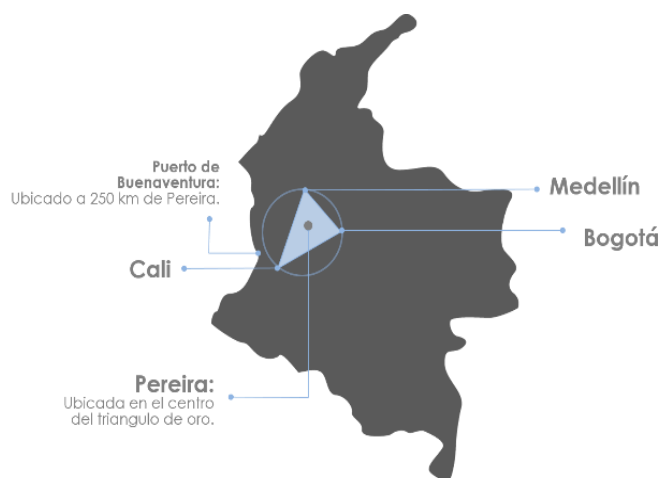 Puerto de
Buenaventura:
Ubicado a 250 km de Pereira.
Medellín
Bogotá
Cali
Pereira:
Ubicada en el centro
del triangulo de oro.